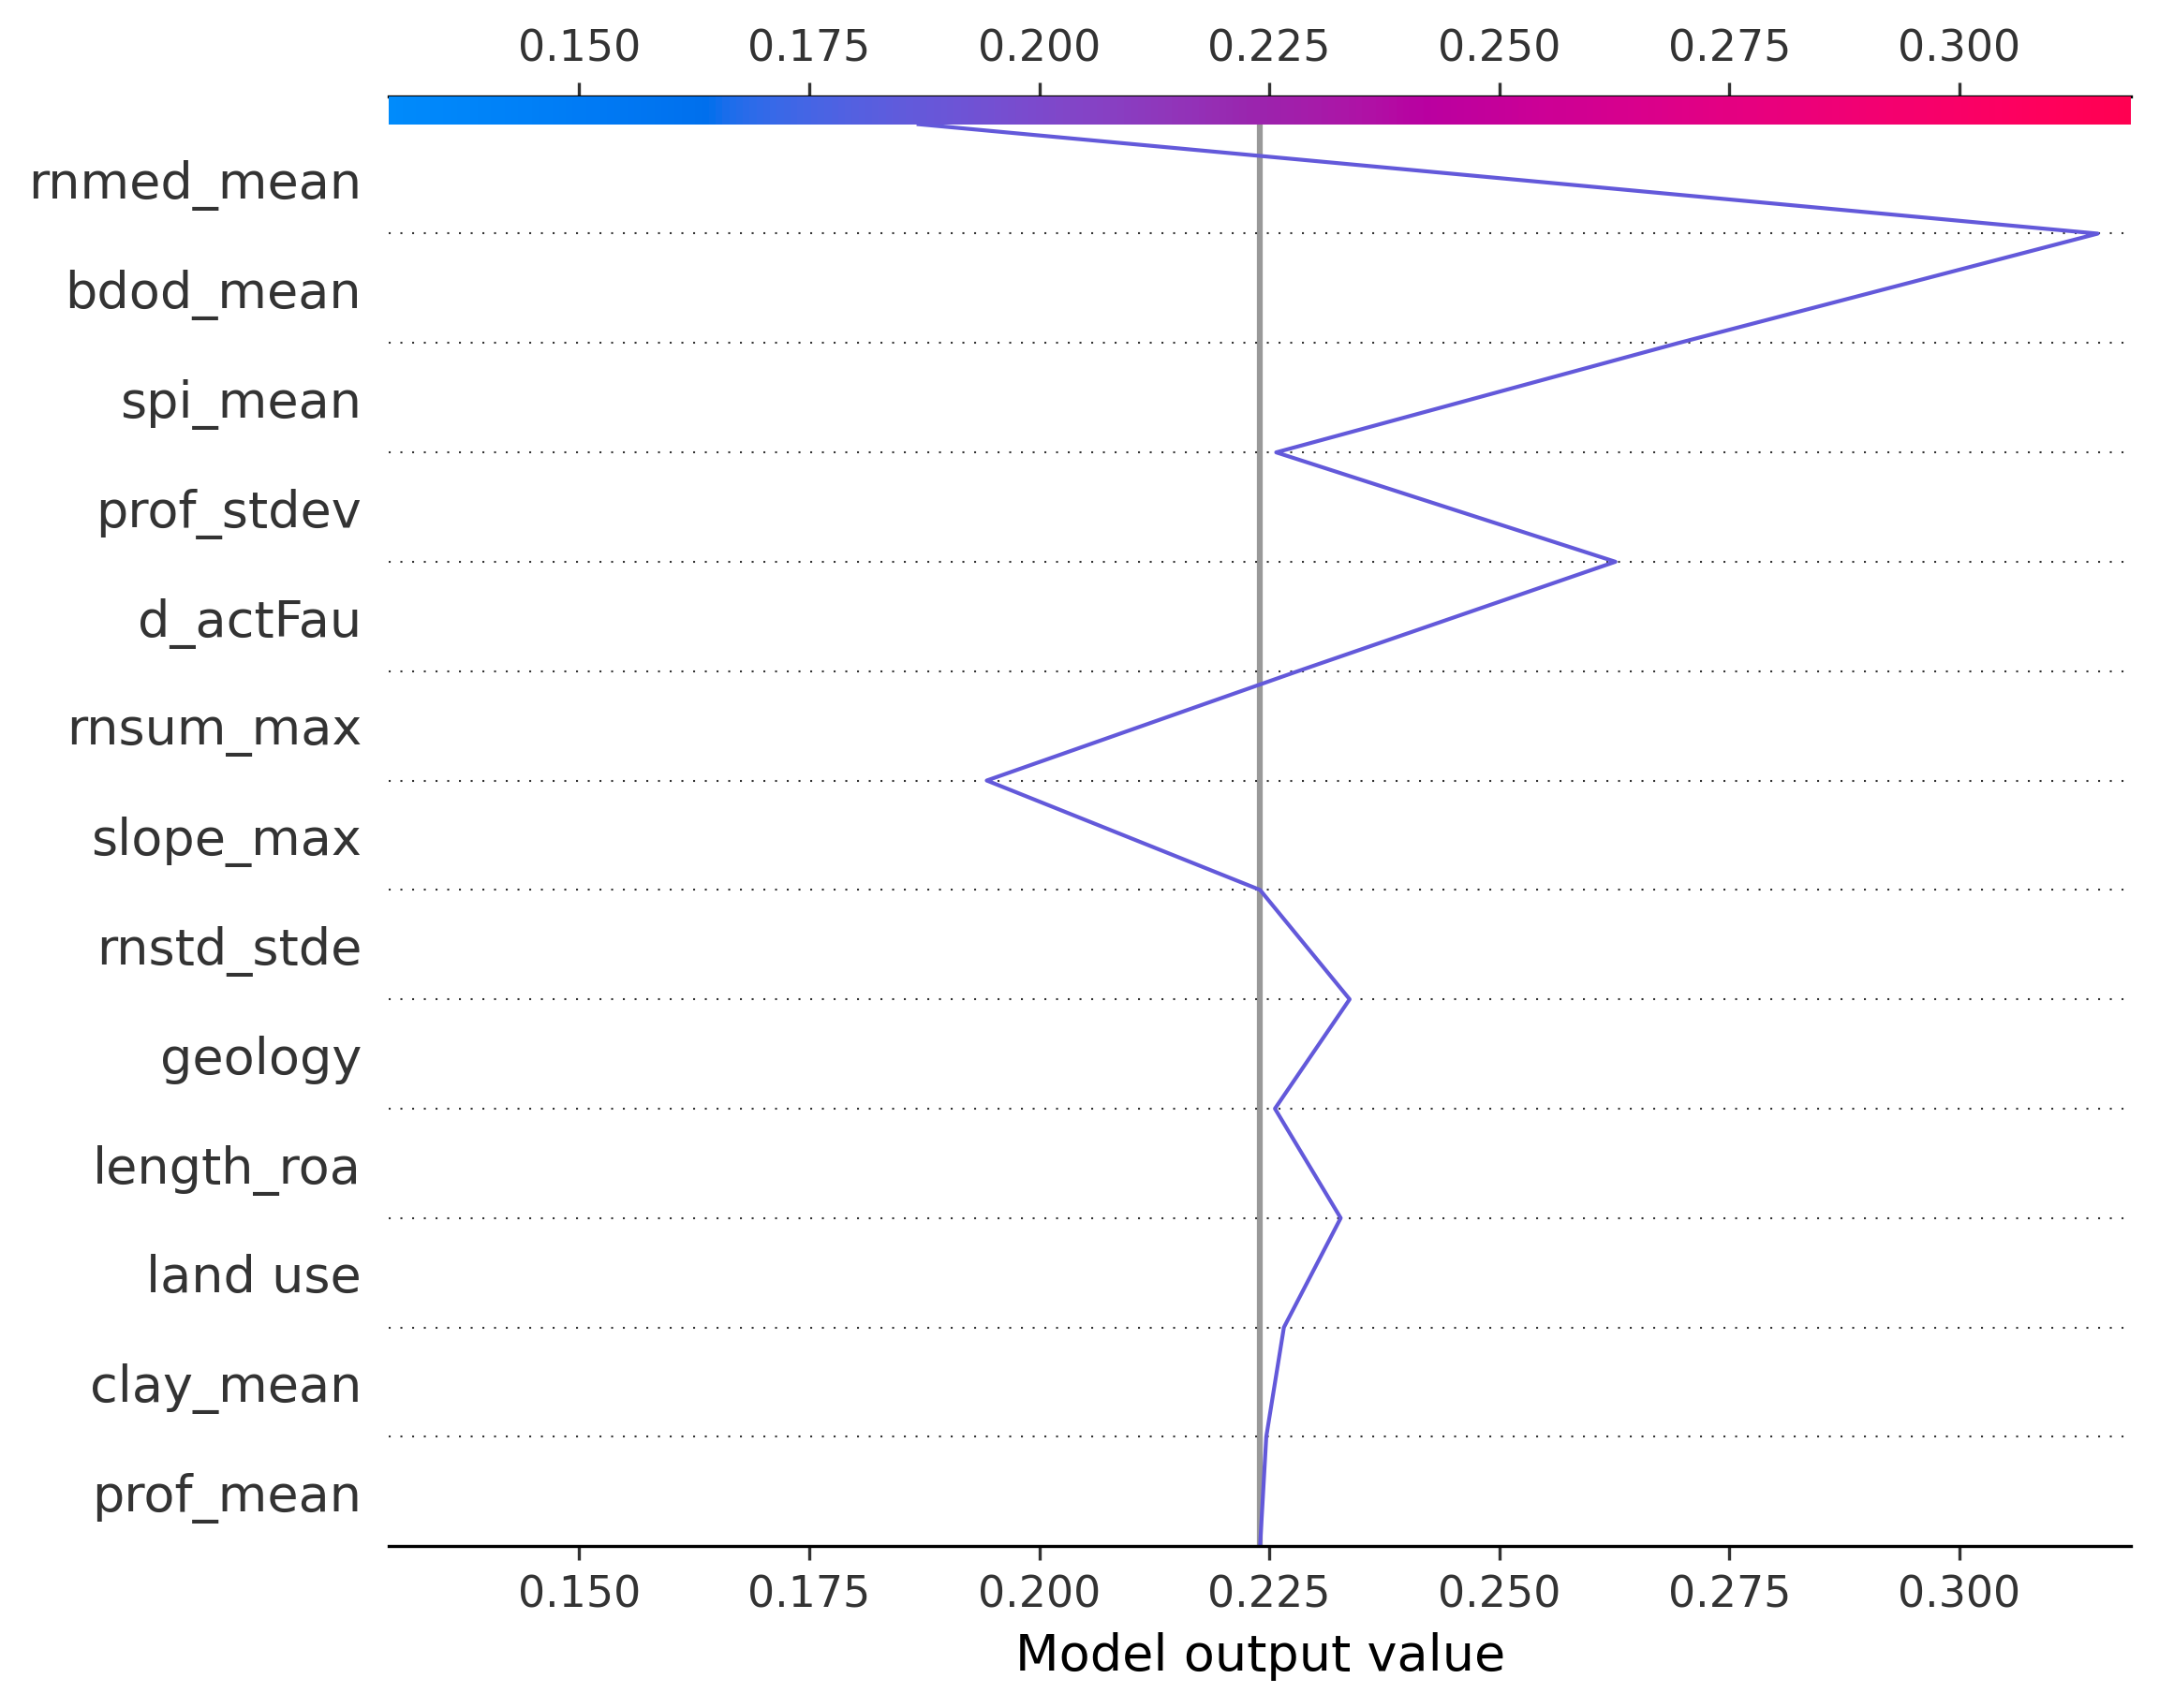 0.150 0.175 0.200 0.225 0.250 0.275 0.300
rnmed_mean
bdod_mean
spi_mean
prof_stdev
d_actFau
rnsum_max
slope_max
rnstd_stde
geology
length_roa
land use
clay_mean
prof_mean
0.150 0.175 0.200 0.225 0.250 0.275 0.300
Model output value